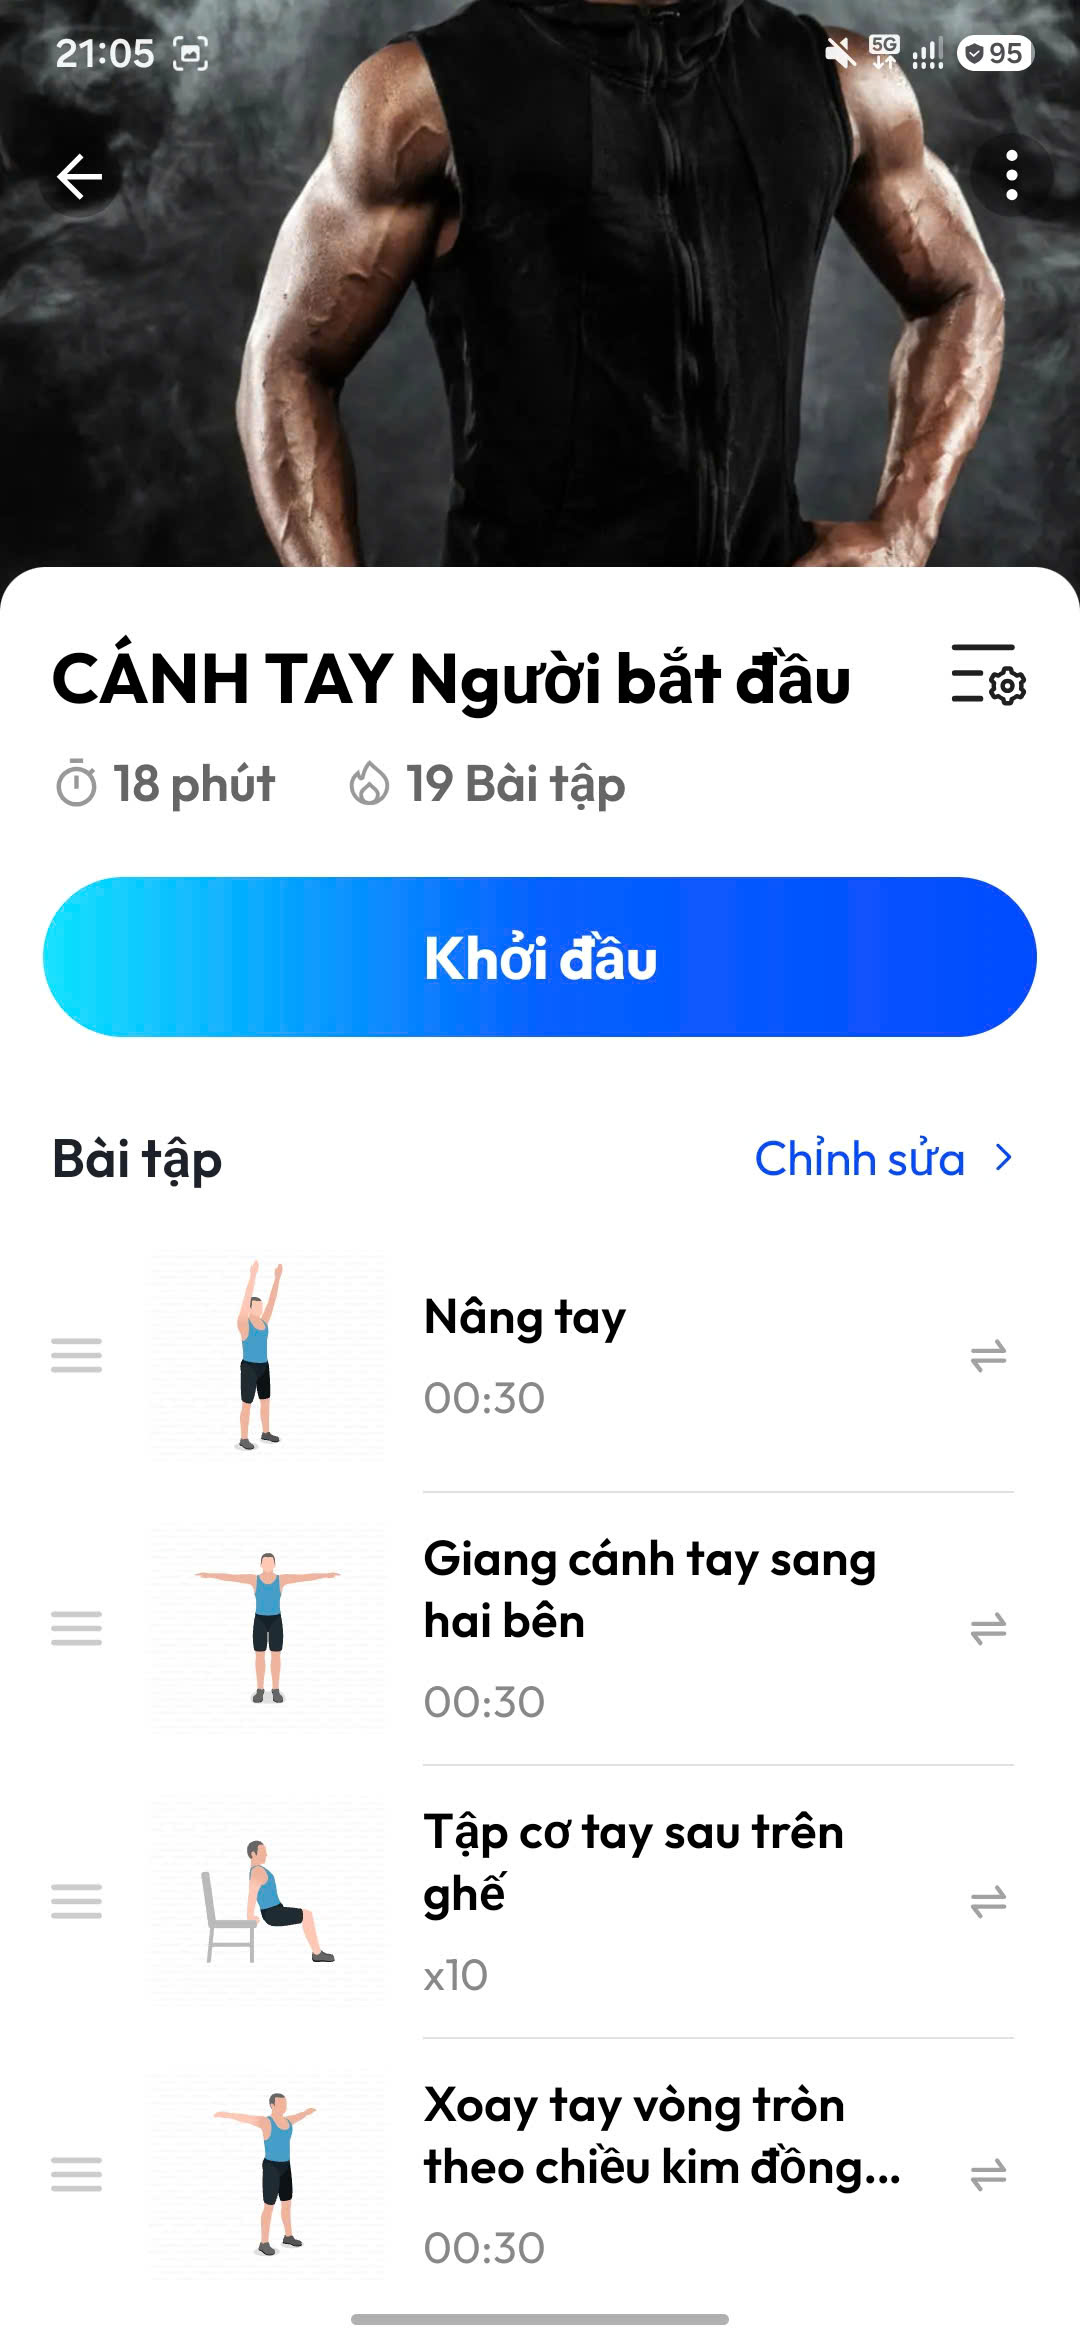 21:05
5G
95
CÁNH TAY Người bắt đầu
18 phút
19 Bài tập
Khởi đầu
Bài tập
Chỉnh sửa
Nâng tay
00:30
Giang cánh tay sang
hai bên
00:30
Tập cơ tay sau trên
ghế
x10
Xoay tay vòng tròn
theo chiều kim đồng...
00:30